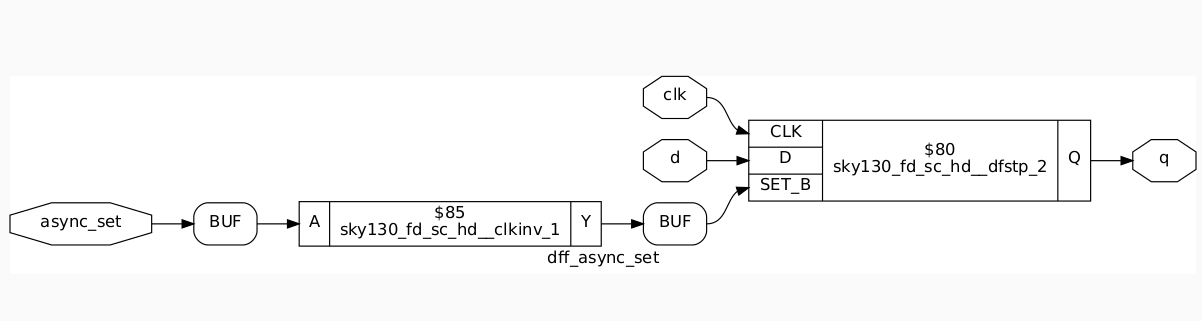 clk
d
CLK
D
SET_B
$80
sky130_fd_sc_hd__dfstp_2
Q
q
async_set
BUF
A
$85
sky130_fd_sc_hd__clkinv_1
Y
BUF
dff_async_set